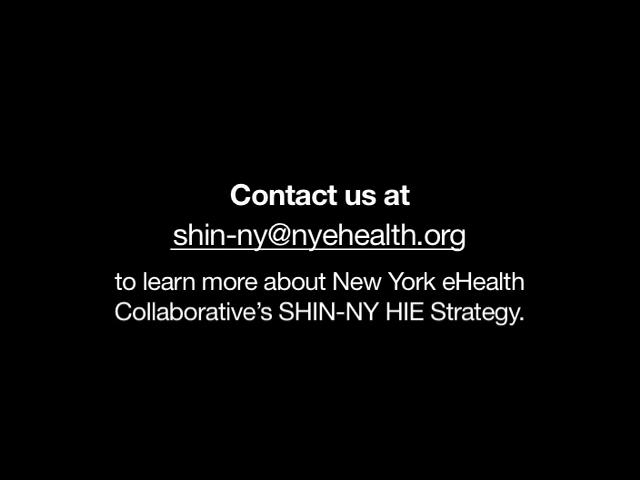 Contact us at
shin-ny@nyehealth.org
to learn more about New York eHealth
Collaborative’s SHIN-NY HIE Strategy.